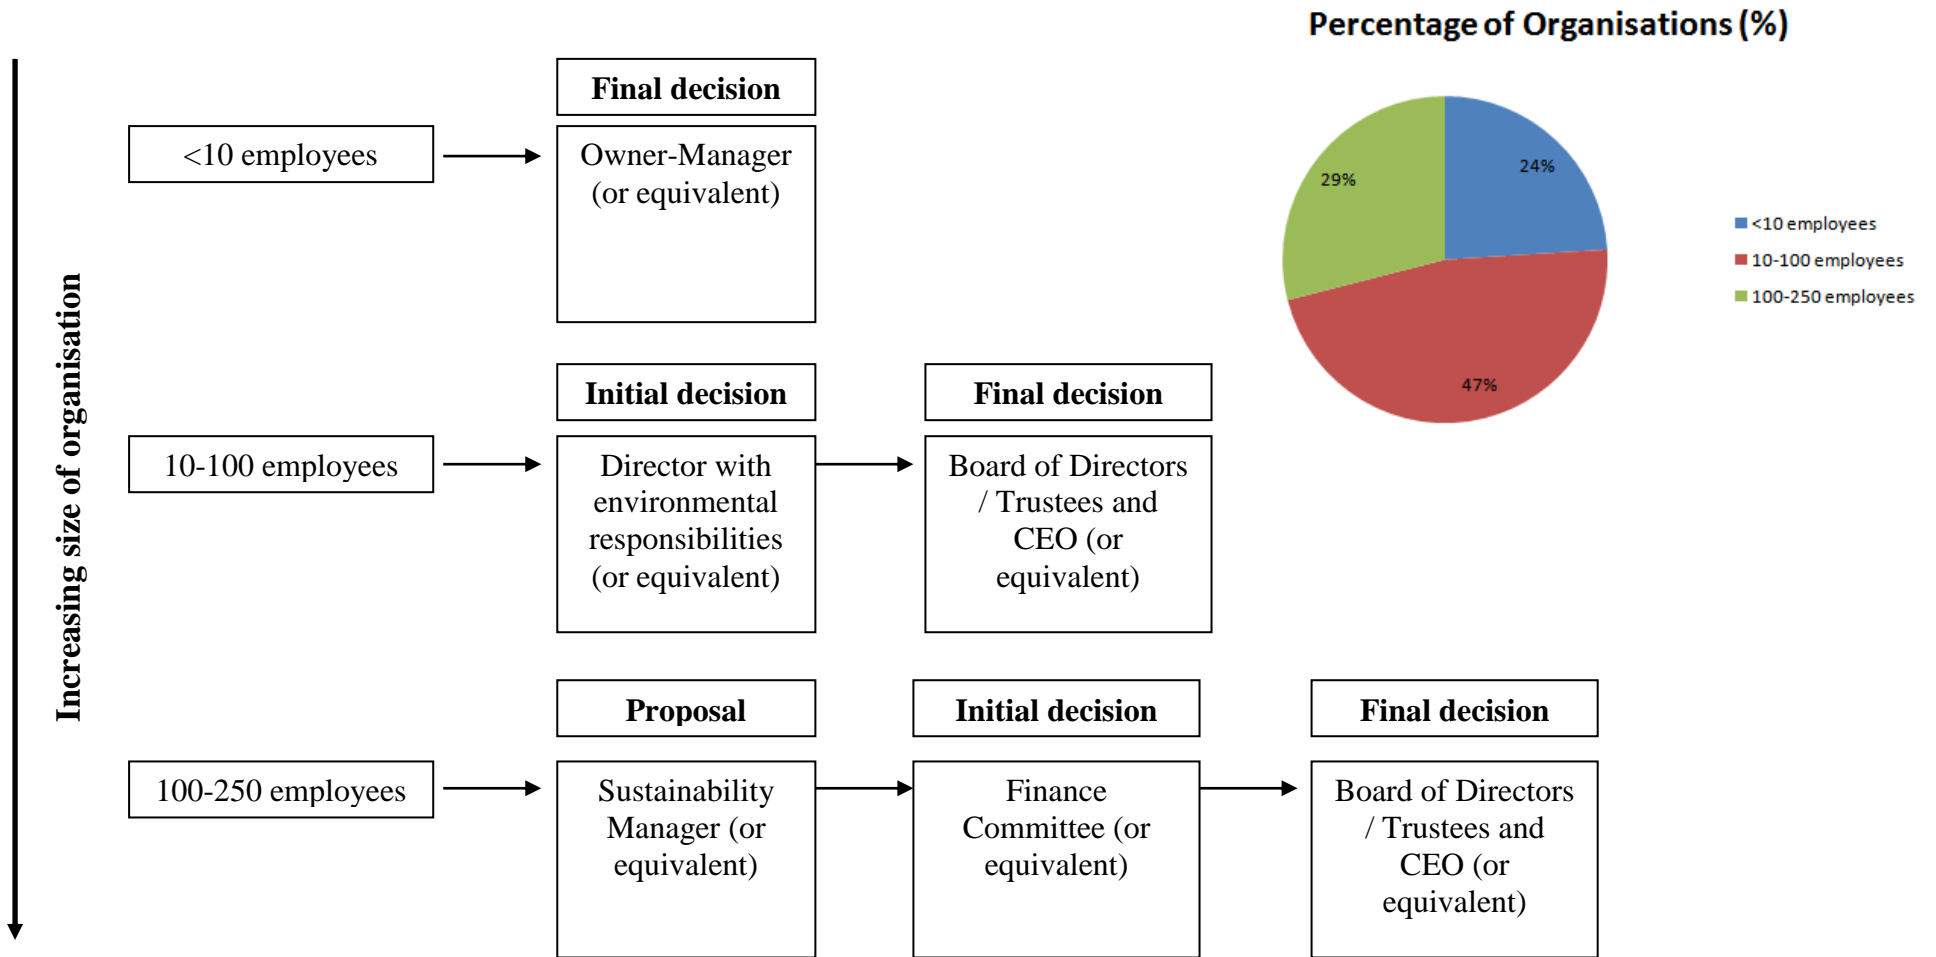 Percentage of Organisations (%)
24%
29%
47%
<10 employees
10-100 employees
100-250 employees
Increasing size of organisation
Final decision
<10 employees
Owner-Manager
(or equivalent)
Initial decision
Final decision
10-100 employees
Director with
environmental
responsibilities
(or equivalent)
Board of Directors
/ Trustees and
CEO (or
equivalent)
Proposal
Initial decision
Final decision
100-250 employees
Sustainability
Manager (or
equivalent)
Finance
Committee (or
equivalent)
Board of Directors
/ Trustees and
CEO (or
equivalent)